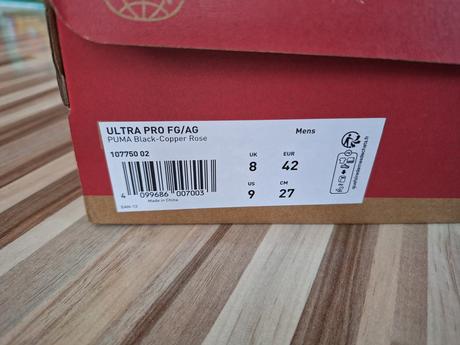 ULTRA PRO FG/AG
Mens
PUMA Black-Copper Rose
107750 02
UK
8
EUR
42
US
9
CM
27
4 099686 007003
Made in China